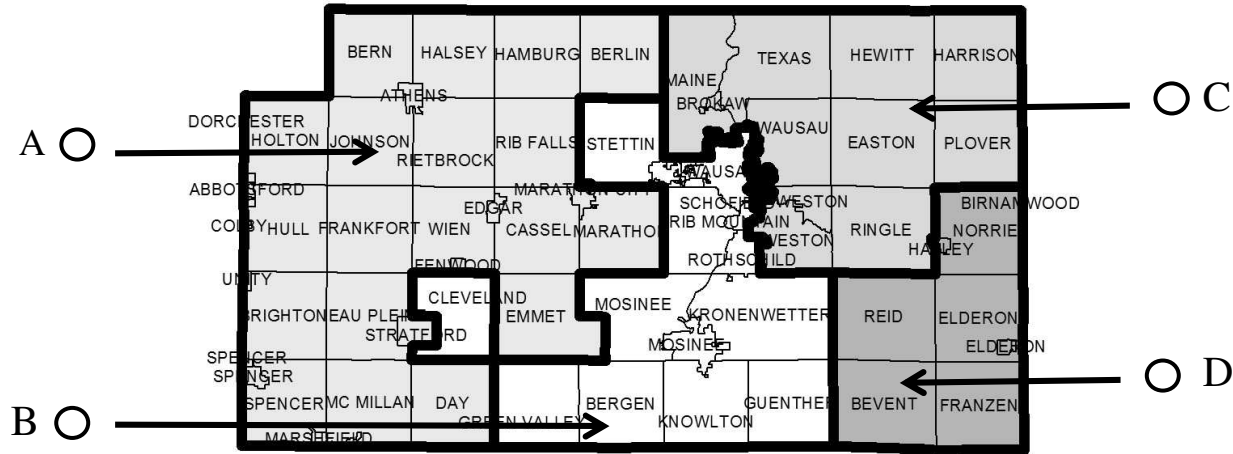 BERN HALSEY HAMBURG BERLIN TEXAS HEWITT HARRISON
MAINE
ATHENS BROKAW
C
DORCHESTER
HOLTON JOHNSON RIB FALLS STETTIN WAUSAU EASTON PLOVER
A
RIETBROCK
WAUSAU
ABBOTSFORD MARATHON CITY
EDGAR SCHOFIELD WESTON BIRNAMWOOD
COLBY HULL FRANKFORT WIEN CASSEL MARATHON RIB MOUNTAIN RINGLE NORRIE
WESTON HATLEY
FENWOOD ROTHSCHILD
UNITY
CLEVELAND MOSINEE
BRIGHTON EAU PLEINE EMMET KRONENWETTER REID ELDERON
STRATFORD MOSINEE ELDERON
SPENCER
SPENCER
D
SPENCER MC MILLAN DAY BERGEN GUENTHER BEVENT FRANZEN
B
GREEN VALLEY KNOWLTON
MARSHFIELD